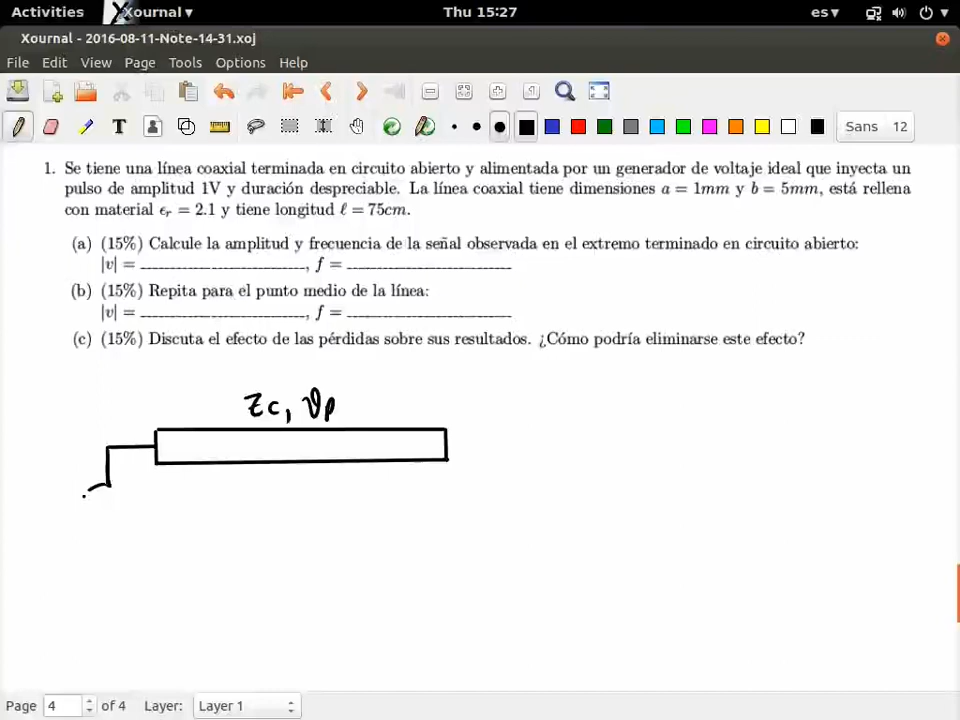 Activities Xournal ▾ Thu 15:27 es ▾
Xournal - 2016-08-11-Note-14-31.xoj
File Edit View Page Tools Options Help
T Sans 12
1. Se tiene una línea coaxial terminada en circuito abierto y alimentada por un generador de voltaje ideal que inyecta un
pulso de amplitud 1V y duración despreciable. La línea coaxial tiene dimensiones a = 1mm y b = 5mm, está rellena
con material ϵr = 2.1 y tiene longitud ℓ = 75cm.
(a) (15%) Calcule la amplitud y frecuencia de la señal observada en el extremo terminado en circuito abierto:
|v| = ____________________, f = ____________________
(b) (15%) Repita para el punto medio de la línea:
|v| = ____________________, f = ____________________
(c) (15%) Discuta el efecto de las pérdidas sobre sus resultados. ¿Cómo podría eliminarse este efecto?
Zc, υp
Page 4 of 4 Layer: Layer 1